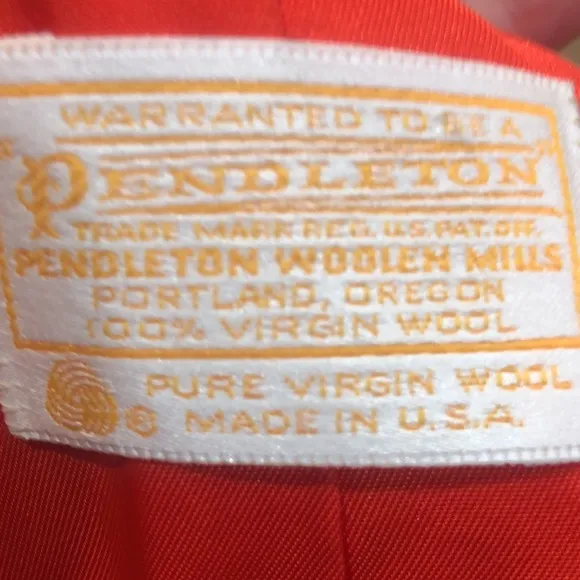 WARRANTED TO BE A
"PENDLETON"
TRADE MARK REG. U.S. PAT. OFF.
PENDLETON WOOLEN MILLS
PORTLAND, OREGON
100% VIRGIN WOOL
PURE VIRGIN WOOL
® MADE IN U.S.A.